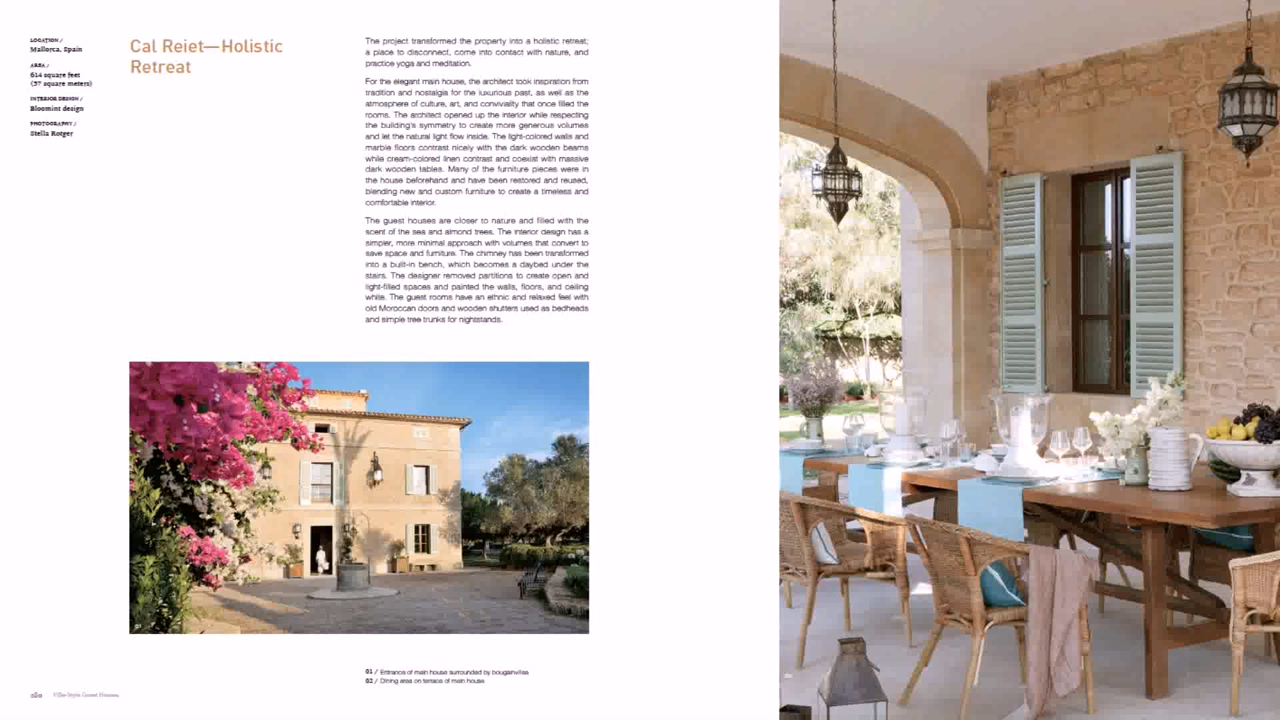 LOCATION /
Mallorca, Spain
AREA /
614 square feet
(57 square meters)
INTERIOR DESIGN /
Bloomint design
PHOTOGRAPHY /
Stella Rotger
Cal Reiet—Holistic
Retreat
The project transformed the property into a holistic retreat;
a place to disconnect, come into contact with nature, and
practice yoga and meditation.
For the elegant main house, the architect took inspiration from
tradition and nostalgia for the luxurious past, as well as the
atmosphere of culture, art, and conviviality that once filled the
rooms. The architect opened up the interior while respecting
the building's symmetry to create more generous volumes
and let the natural light flow inside. The light-colored walls and
marble floors contrast nicely with the dark wooden beams
while cream-colored linen contrast and coexist with massive
dark wooden tables. Many of the furniture pieces were in
the house beforehand and have been restored and reused,
blending new and custom furniture to create a timeless and
comfortable interior.
The guest houses are closer to nature and filled with the
scent of the sea and almond trees. The interior design has a
simpler, more minimal approach with volumes that convert to
save space and furniture. The chimney has been transformed
into a built-in bench, which becomes a daybed under the
stairs. The designer removed partitions to create open and
light-filled spaces and painted the walls, floors, and ceiling
white. The guest rooms have an ethnic and relaxed feel with
old Moroccan doors and wooden shutters used as bedheads
and simple tree trunks for nightstands.
01 / Entrance of main house surrounded by bougainvillea
02 / Dining area on terrace of main house
Villa-Style Guest Houses